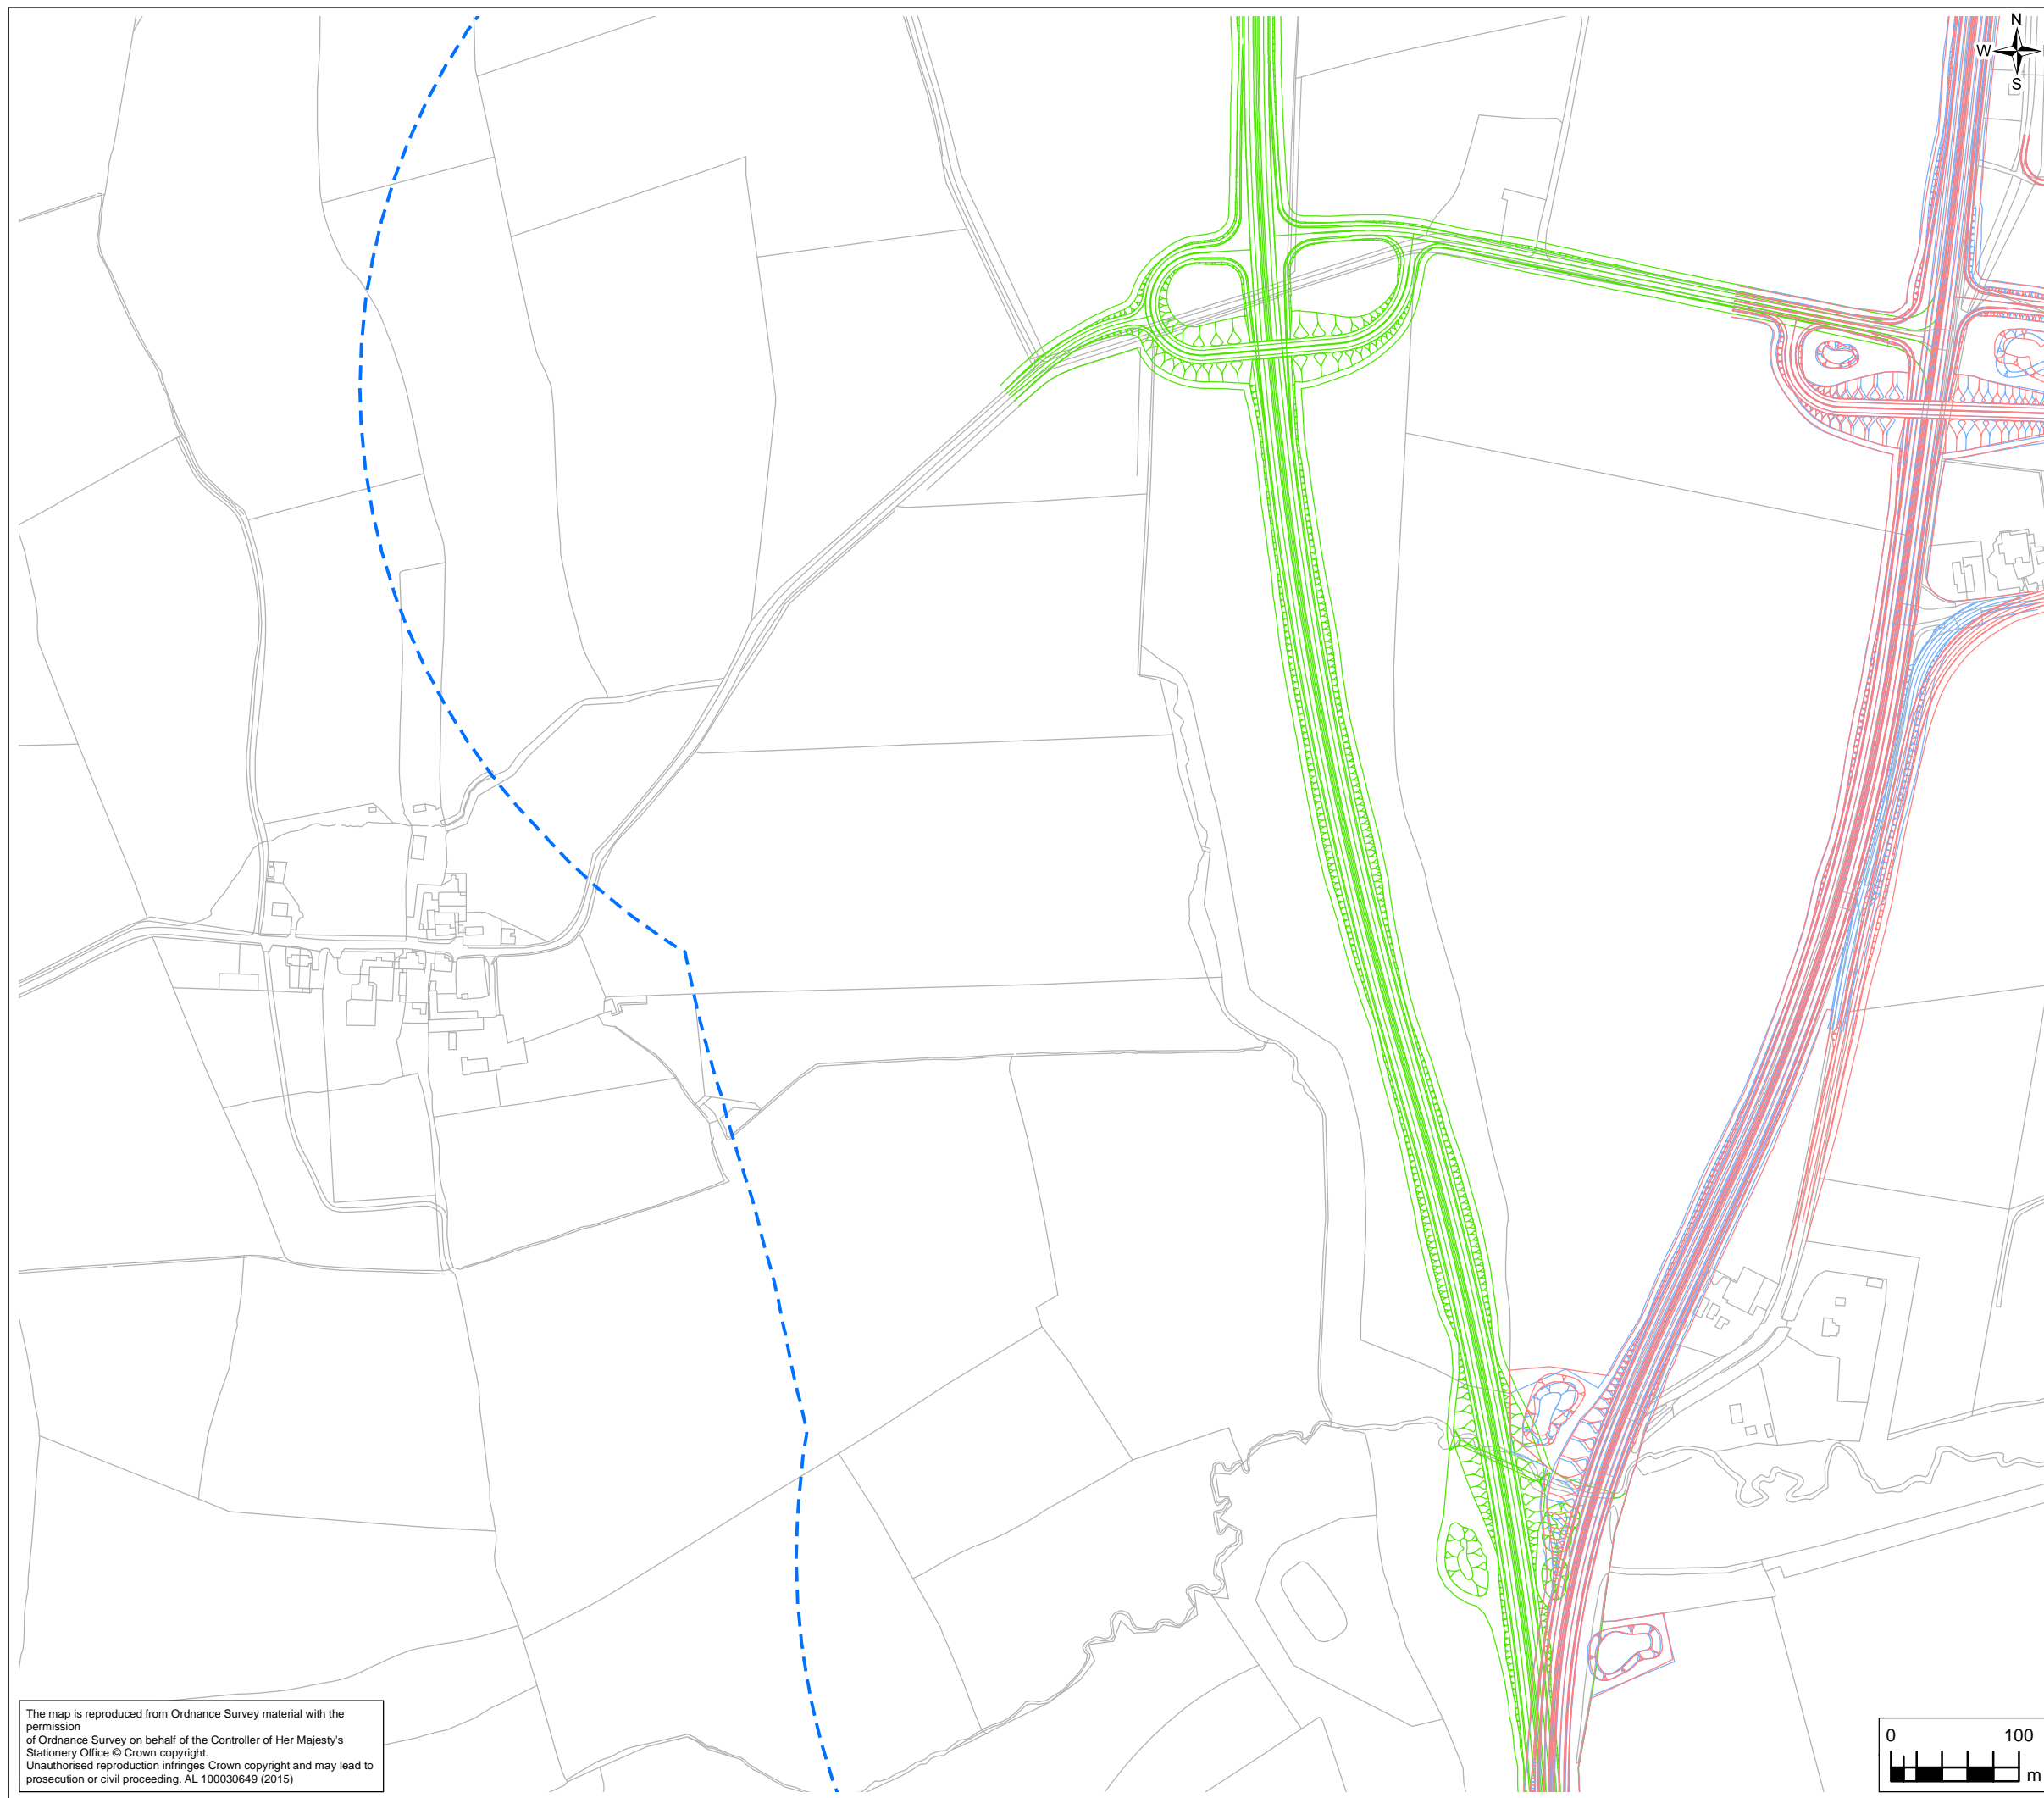 N
W
S
The map is reproduced from Ordnance Survey material with the
permission
of Ordnance Survey on behalf of the Controller of Her Majesty's
Stationery Office © Crown copyright.
Unauthorised reproduction infringes Crown copyright and may lead to
prosecution or civil proceeding. AL 100030649 (2015)
0 100
m